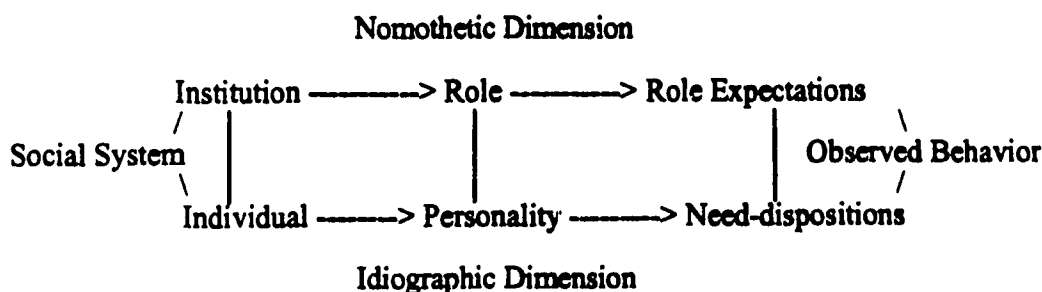 Nomothetic Dimension
Institution -------> Role -------> Role Expectations
Social System Observed Behavior
Individual -------> Personality -------> Need-dispositions
Idiographic Dimension